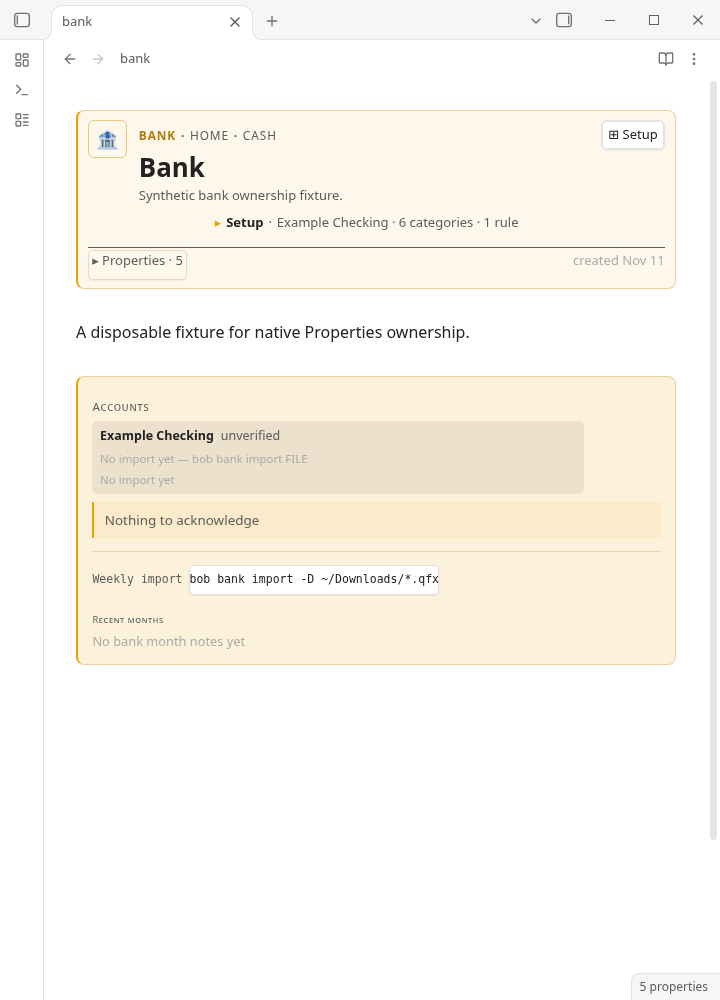 bank
bank
BANK · HOME · CASH
⊞ Setup
Bank
Synthetic bank ownership fixture.
▸ Setup · Example Checking · 6 categories · 1 rule
▸ Properties · 5
created Nov 11
A disposable fixture for native Properties ownership.
Accounts
Example Checking unverified
No import yet — bob bank import FILE
No import yet
Nothing to acknowledge
Weekly import bob bank import -D ~/Downloads/*.qfx
Recent months
No bank month notes yet
5 properties